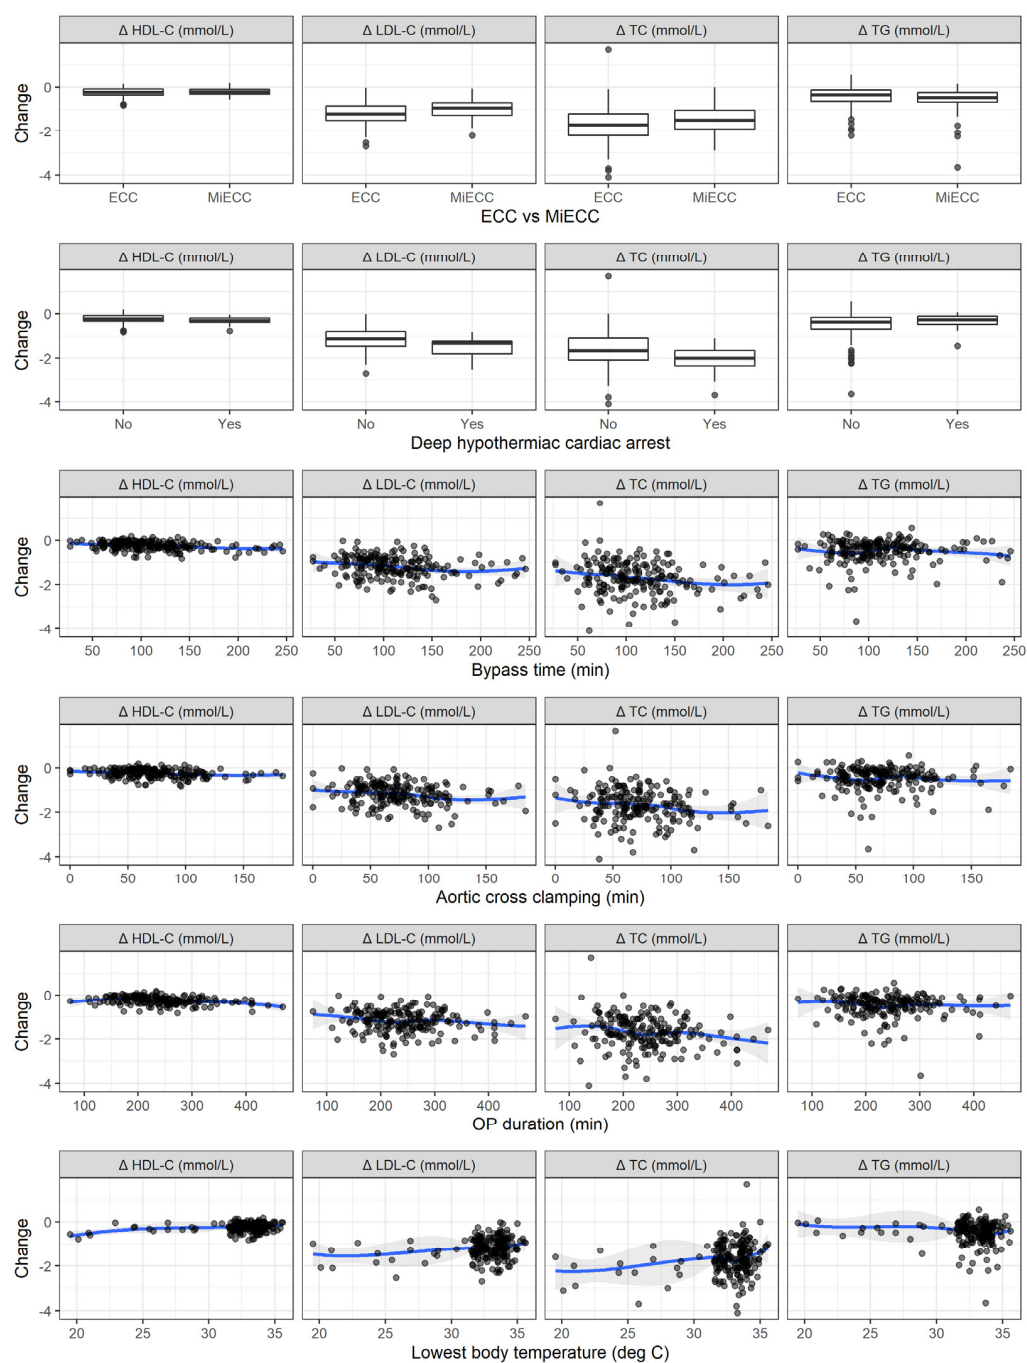 Δ HDL-C (mmol/L) Δ LDL-C (mmol/L) Δ TC (mmol/L) Δ TG (mmol/L)
Change
0
-2
-4
ECC MiECC ECC MiECC ECC MiECC ECC MiECC
ECC vs MiECC
Δ HDL-C (mmol/L) Δ LDL-C (mmol/L) Δ TC (mmol/L) Δ TG (mmol/L)
Change
0
-2
-4
No Yes No Yes No Yes No Yes
Deep hypothermiac cardiac arrest
Δ HDL-C (mmol/L) Δ LDL-C (mmol/L) Δ TC (mmol/L) Δ TG (mmol/L)
Change
0
-2
-4
50 100 150 200 250 50 100 150 200 250 50 100 150 200 250 50 100 150 200 250
Bypass time (min)
Δ HDL-C (mmol/L) Δ LDL-C (mmol/L) Δ TC (mmol/L) Δ TG (mmol/L)
Change
0
-2
-4
0 50 100 150 0 50 100 150 0 50 100 150 0 50 100 150
Aortic cross clamping (min)
Δ HDL-C (mmol/L) Δ LDL-C (mmol/L) Δ TC (mmol/L) Δ TG (mmol/L)
Change
0
-2
-4
100 200 300 400 100 200 300 400 100 200 300 400 100 200 300 400
OP duration (min)
Δ HDL-C (mmol/L) Δ LDL-C (mmol/L) Δ TC (mmol/L) Δ TG (mmol/L)
Change
0
-2
-4
20 25 30 35 20 25 30 35 20 25 30 35 20 25 30 35
Lowest body temperature (deg C)